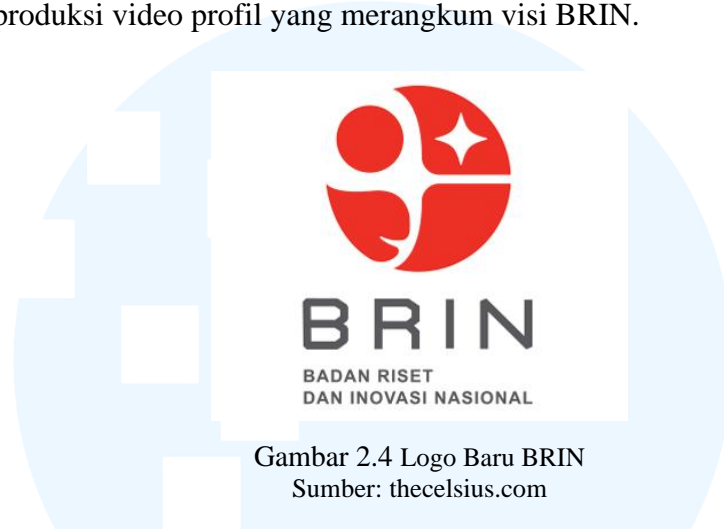 produksi video profil yang merangkum visi BRIN.
BRIN
BADAN RISET
DAN INOVASI NASIONAL
Gambar 2.4 Logo Baru BRIN
Sumber: thecelsius.com